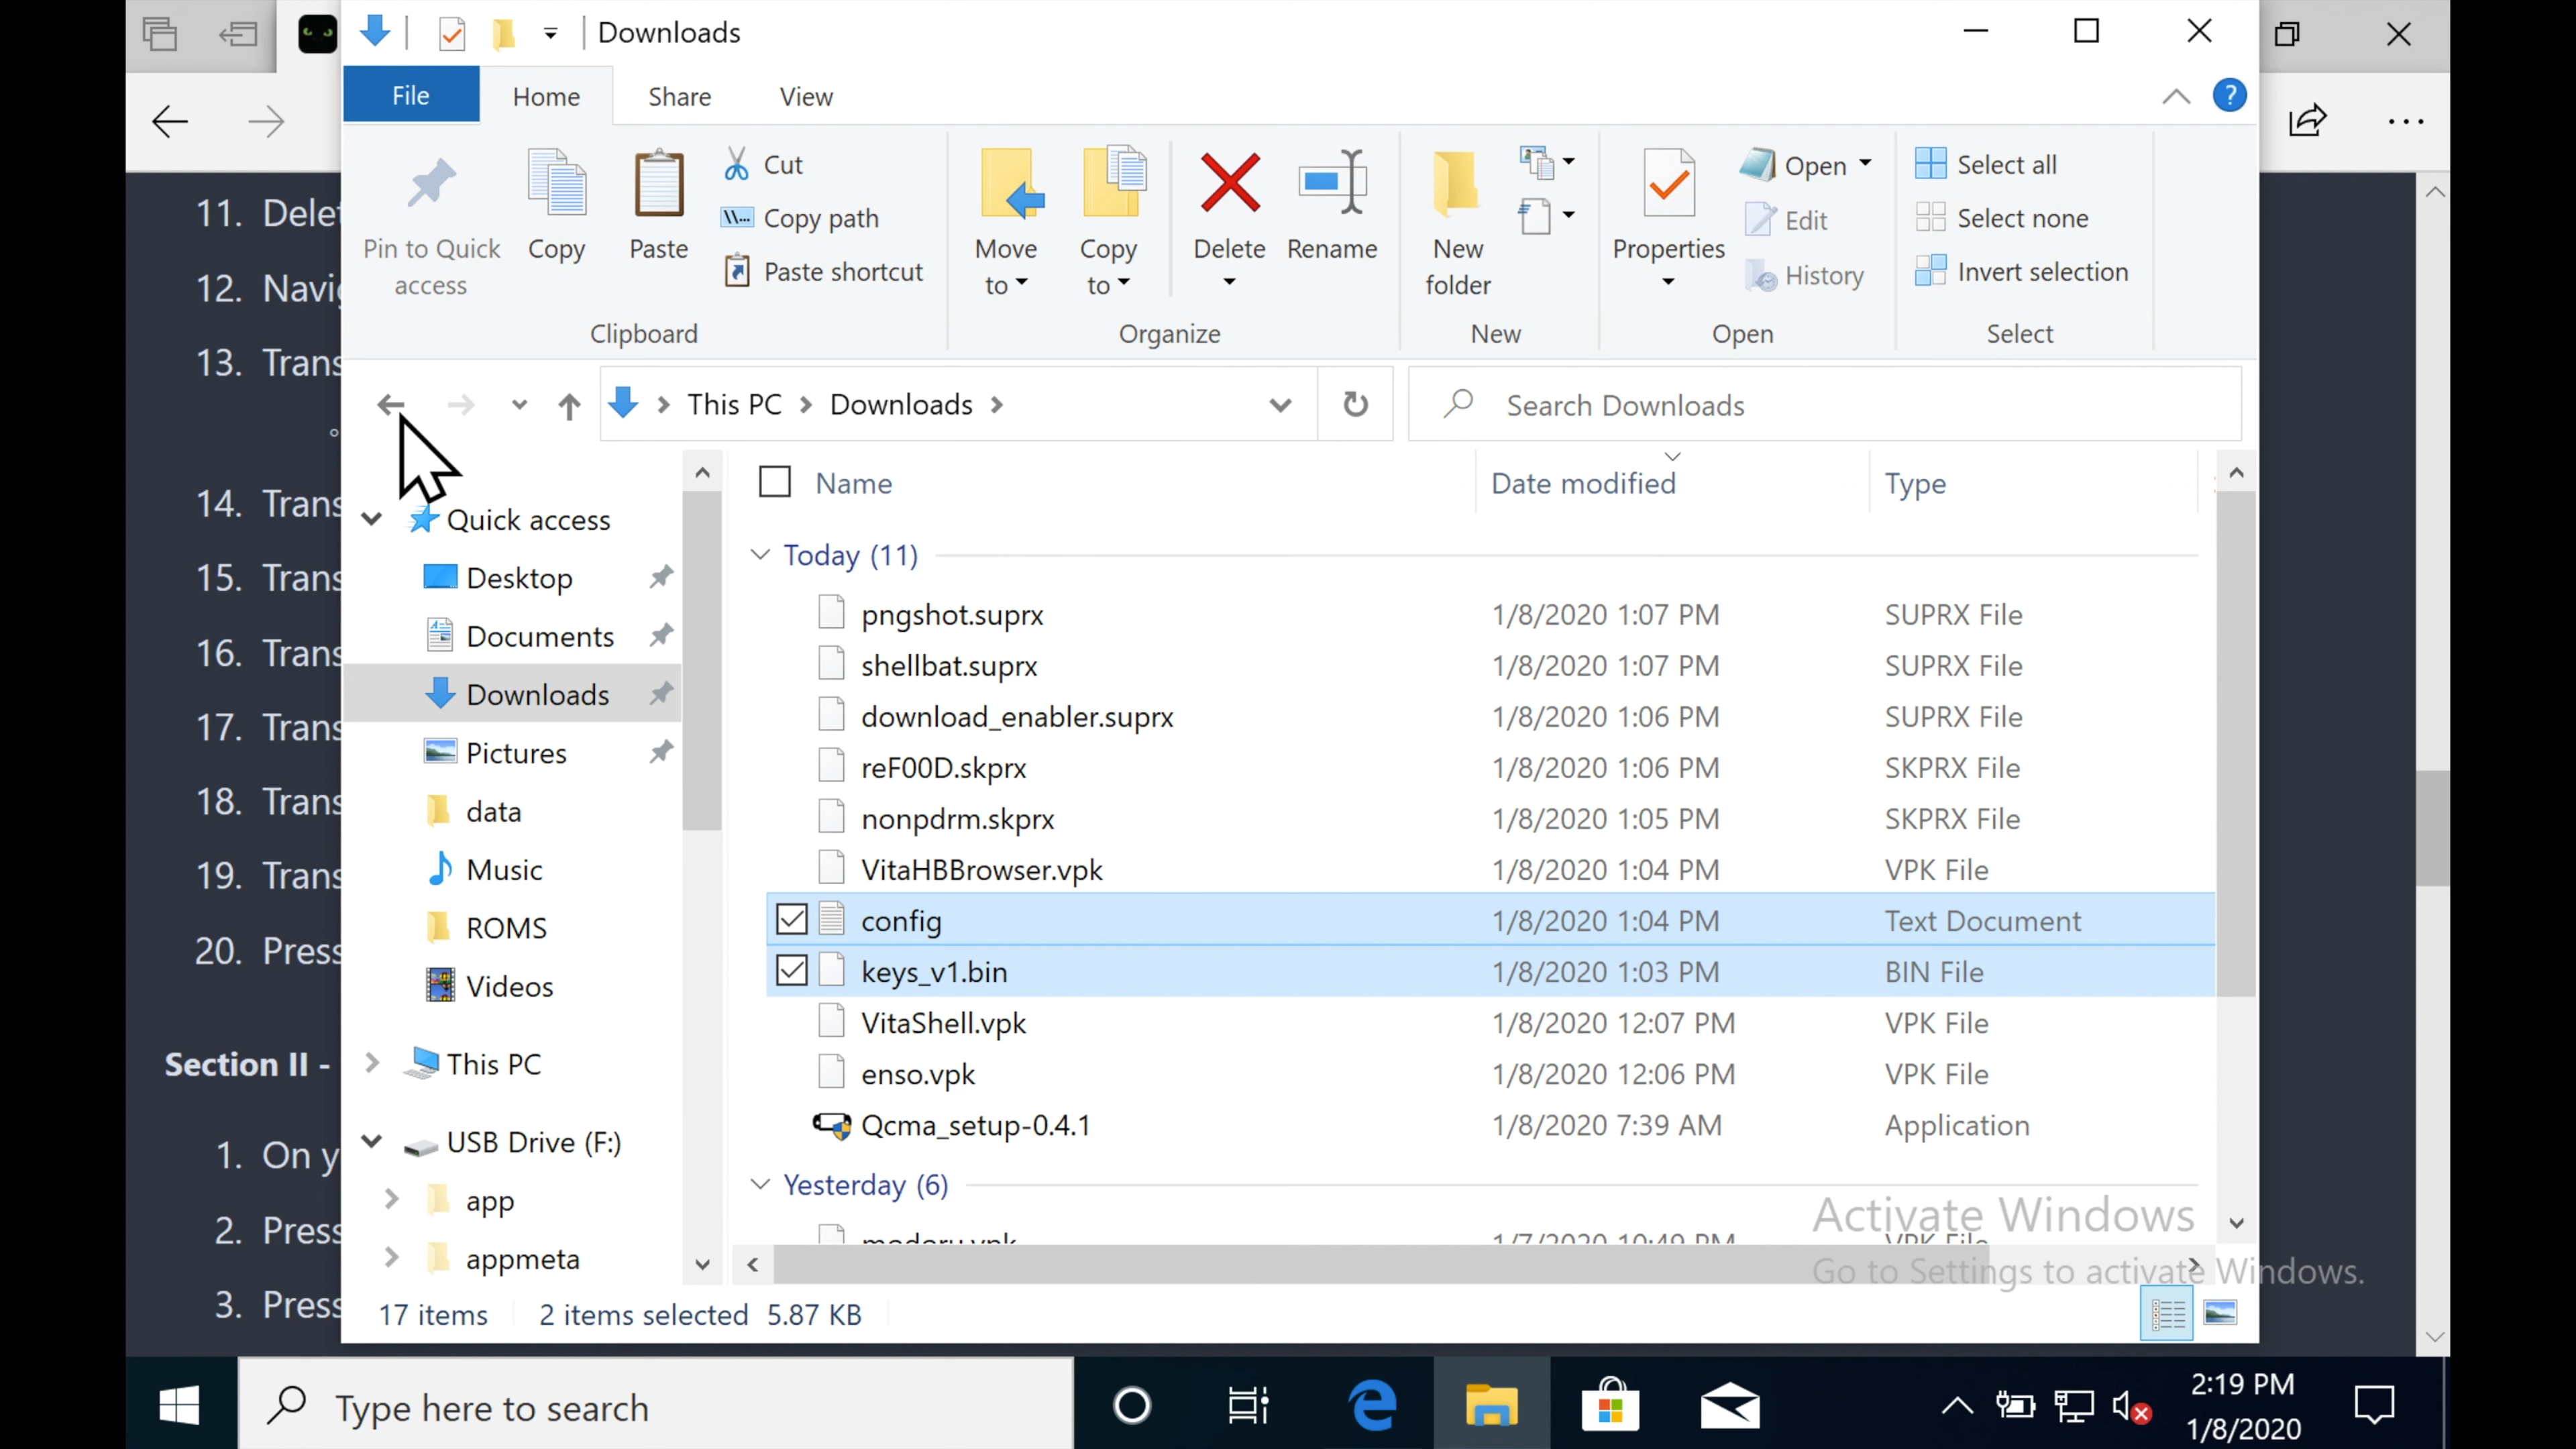 Downloads
File
Home
Share
View
Pin to Quick access
Copy
Paste
Cut
Copy path
Paste shortcut
Clipboard
Move to
Copy to
Delete
Rename
Organize
New folder
New
Properties
Open
Edit
History
Open
Select all
Select none
Invert selection
Select
This PC
Downloads
Search Downloads
11. Delet
12. Navig
13. Trans
14. Trans
15. Trans
16. Trans
17. Trans
18. Trans
19. Trans
20. Press
Section II -
1. On y
2. Press
3. Press
Quick access
Desktop
Documents
Downloads
Pictures
data
Music
ROMS
Videos
This PC
USB Drive (F:)
app
appmeta
Name Date modified Type
Today (11)
pngshot.suprx 1/8/2020 1:07 PM SUPRX File
shellbat.suprx 1/8/2020 1:07 PM SUPRX File
download_enabler.suprx 1/8/2020 1:06 PM SUPRX File
reF00D.skprx 1/8/2020 1:06 PM SKPRX File
nonpdrm.skprx 1/8/2020 1:05 PM SKPRX File
VitaHBBrowser.vpk 1/8/2020 1:04 PM VPK File
config 1/8/2020 1:04 PM Text Document
keys_v1.bin 1/8/2020 1:03 PM BIN File
VitaShell.vpk 1/8/2020 12:07 PM VPK File
enso.vpk 1/8/2020 12:06 PM VPK File
Qcma_setup-0.4.1 1/8/2020 7:39 AM Application
Yesterday (6)
1/7/2020 10:49 PM VPK File
Activate Windows
Go to Settings to activate Windows.
17 items 2 items selected 5.87 KB
Type here to search
2:19 PM
1/8/2020